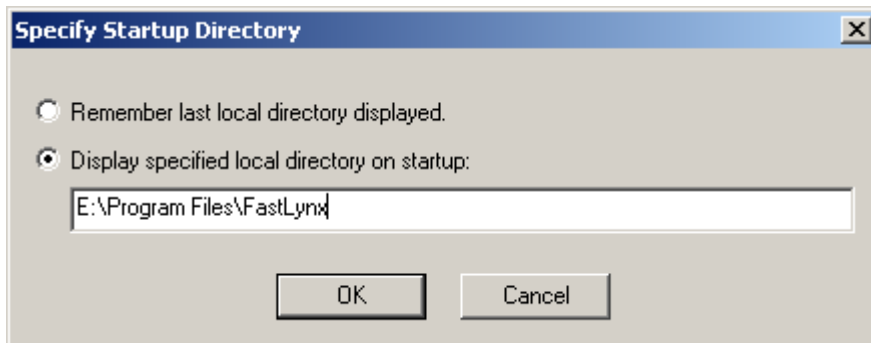 Specify Startup Directory
Remember last local directory displayed.
Display specified local directory on startup:
E:\Program Files\FastLynx
OK
Cancel